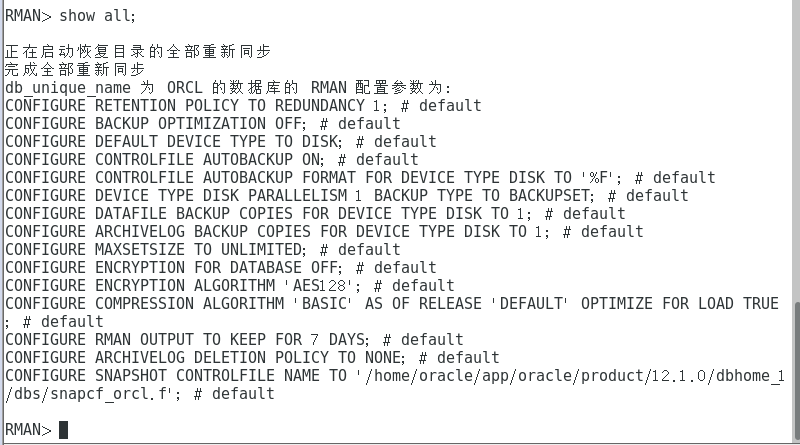 RMAN> show all;
正在启动恢复目录的全部重新同步
完成全部重新同步
db_unique_name 为 ORCL 的数据库的 RMAN 配置参数为:
CONFIGURE RETENTION POLICY TO REDUNDANCY 1; # default
CONFIGURE BACKUP OPTIMIZATION OFF; # default
CONFIGURE DEFAULT DEVICE TYPE TO DISK; # default
CONFIGURE CONTROLFILE AUTOBACKUP ON; # default
CONFIGURE CONTROLFILE AUTOBACKUP FORMAT FOR DEVICE TYPE DISK TO '%F'; # default
CONFIGURE DEVICE TYPE DISK PARALLELISM 1 BACKUP TYPE TO BACKUPSET; # default
CONFIGURE DATAFILE BACKUP COPIES FOR DEVICE TYPE DISK TO 1; # default
CONFIGURE ARCHIVELOG BACKUP COPIES FOR DEVICE TYPE DISK TO 1; # default
CONFIGURE MAXSETSIZE TO UNLIMITED; # default
CONFIGURE ENCRYPTION FOR DATABASE OFF; # default
CONFIGURE ENCRYPTION ALGORITHM 'AES128'; # default
CONFIGURE COMPRESSION ALGORITHM 'BASIC' AS OF RELEASE 'DEFAULT' OPTIMIZE FOR LOAD TRUE
; # default
CONFIGURE RMAN OUTPUT TO KEEP FOR 7 DAYS; # default
CONFIGURE ARCHIVELOG DELETION POLICY TO NONE; # default
CONFIGURE SNAPSHOT CONTROLFILE NAME TO '/home/oracle/app/oracle/product/12.1.0/dbhome_1
/dbs/snapcf_orcl.f'; # default
RMAN>